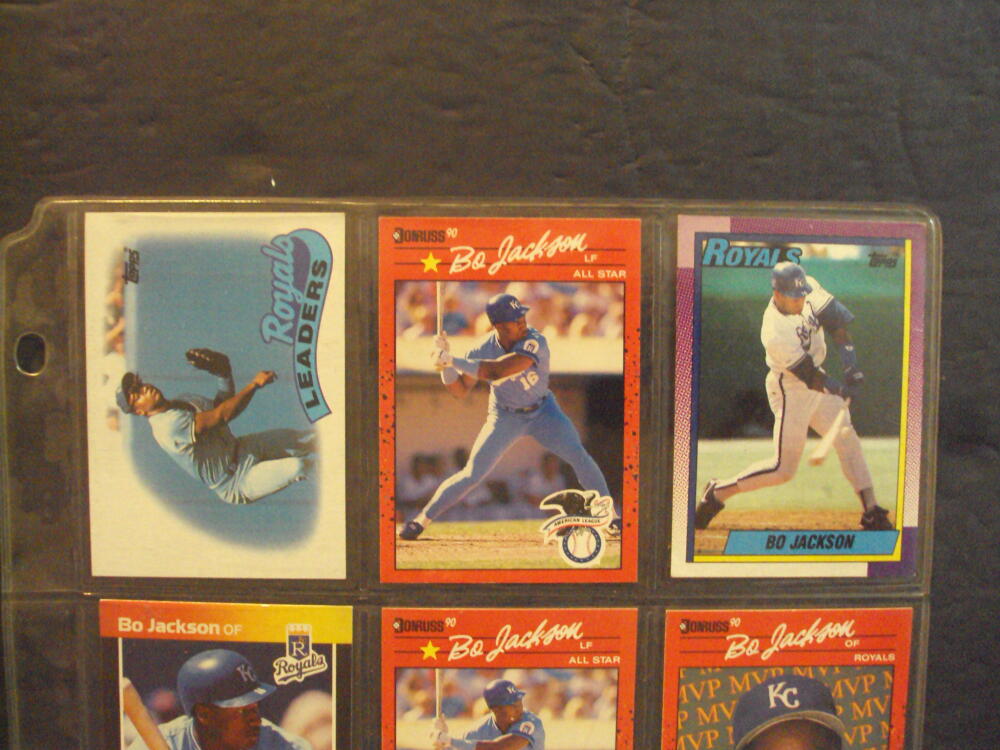 TOPPS
Royals
LEADERS
DONRUSS 90
Bo Jackson
LF
ALL STAR
16
AMERICAN LEAGUE
ROYALS
TOPPS
BO JACKSON
Bo Jackson OF
R
Royals
KC
DONRUSS 90
Bo Jackson
LF
ALL STAR
DONRUSS 90
Bo Jackson
OF
ROYALS
MVP MVP MVP
KC